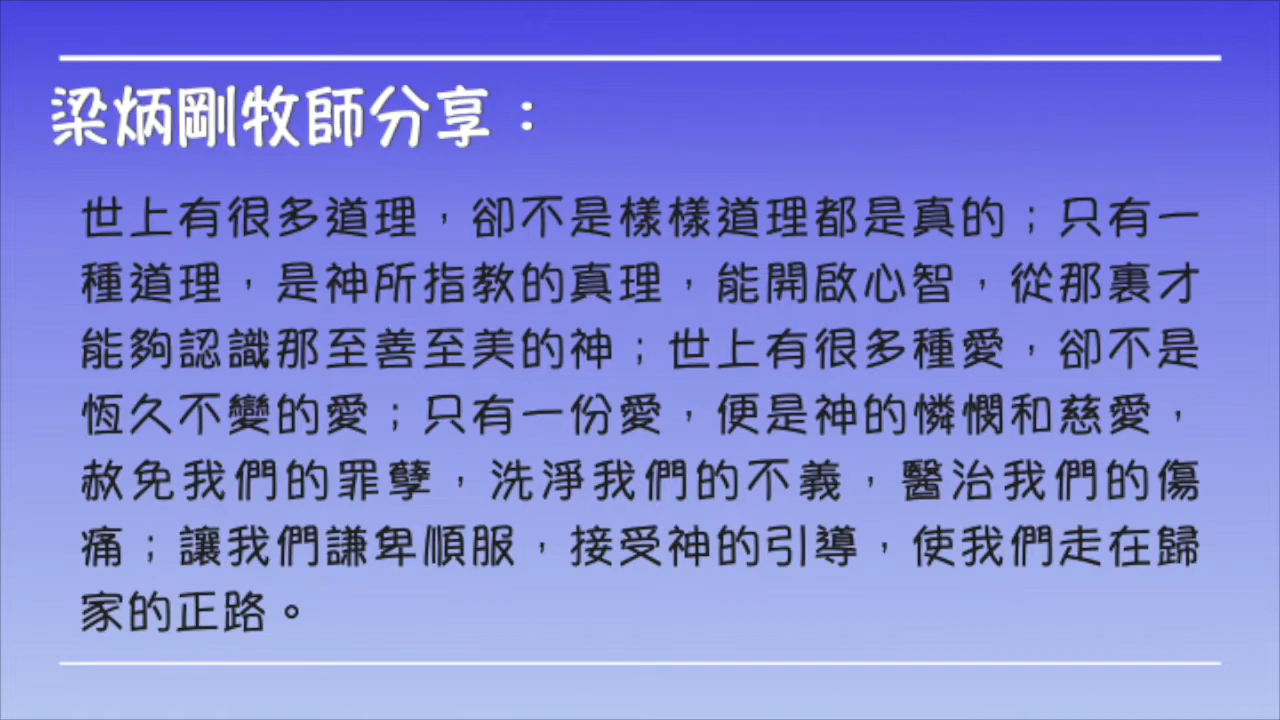 梁炳剛牧師分享：
世上有很多道理，卻不是樣樣道理都是真的；只有一
種道理，是神所指教的真理，能開啟心智，從那裏才
能夠認識那至善至美的神；世上有很多種愛，卻不是
恆久不變的愛；只有一份愛，便是神的憐憫和慈愛，
赦免我們的罪孽，洗淨我們的不義，醫治我們的傷
痛；讓我們謙卑順服，接受神的引導，使我們走在歸
家的正路。